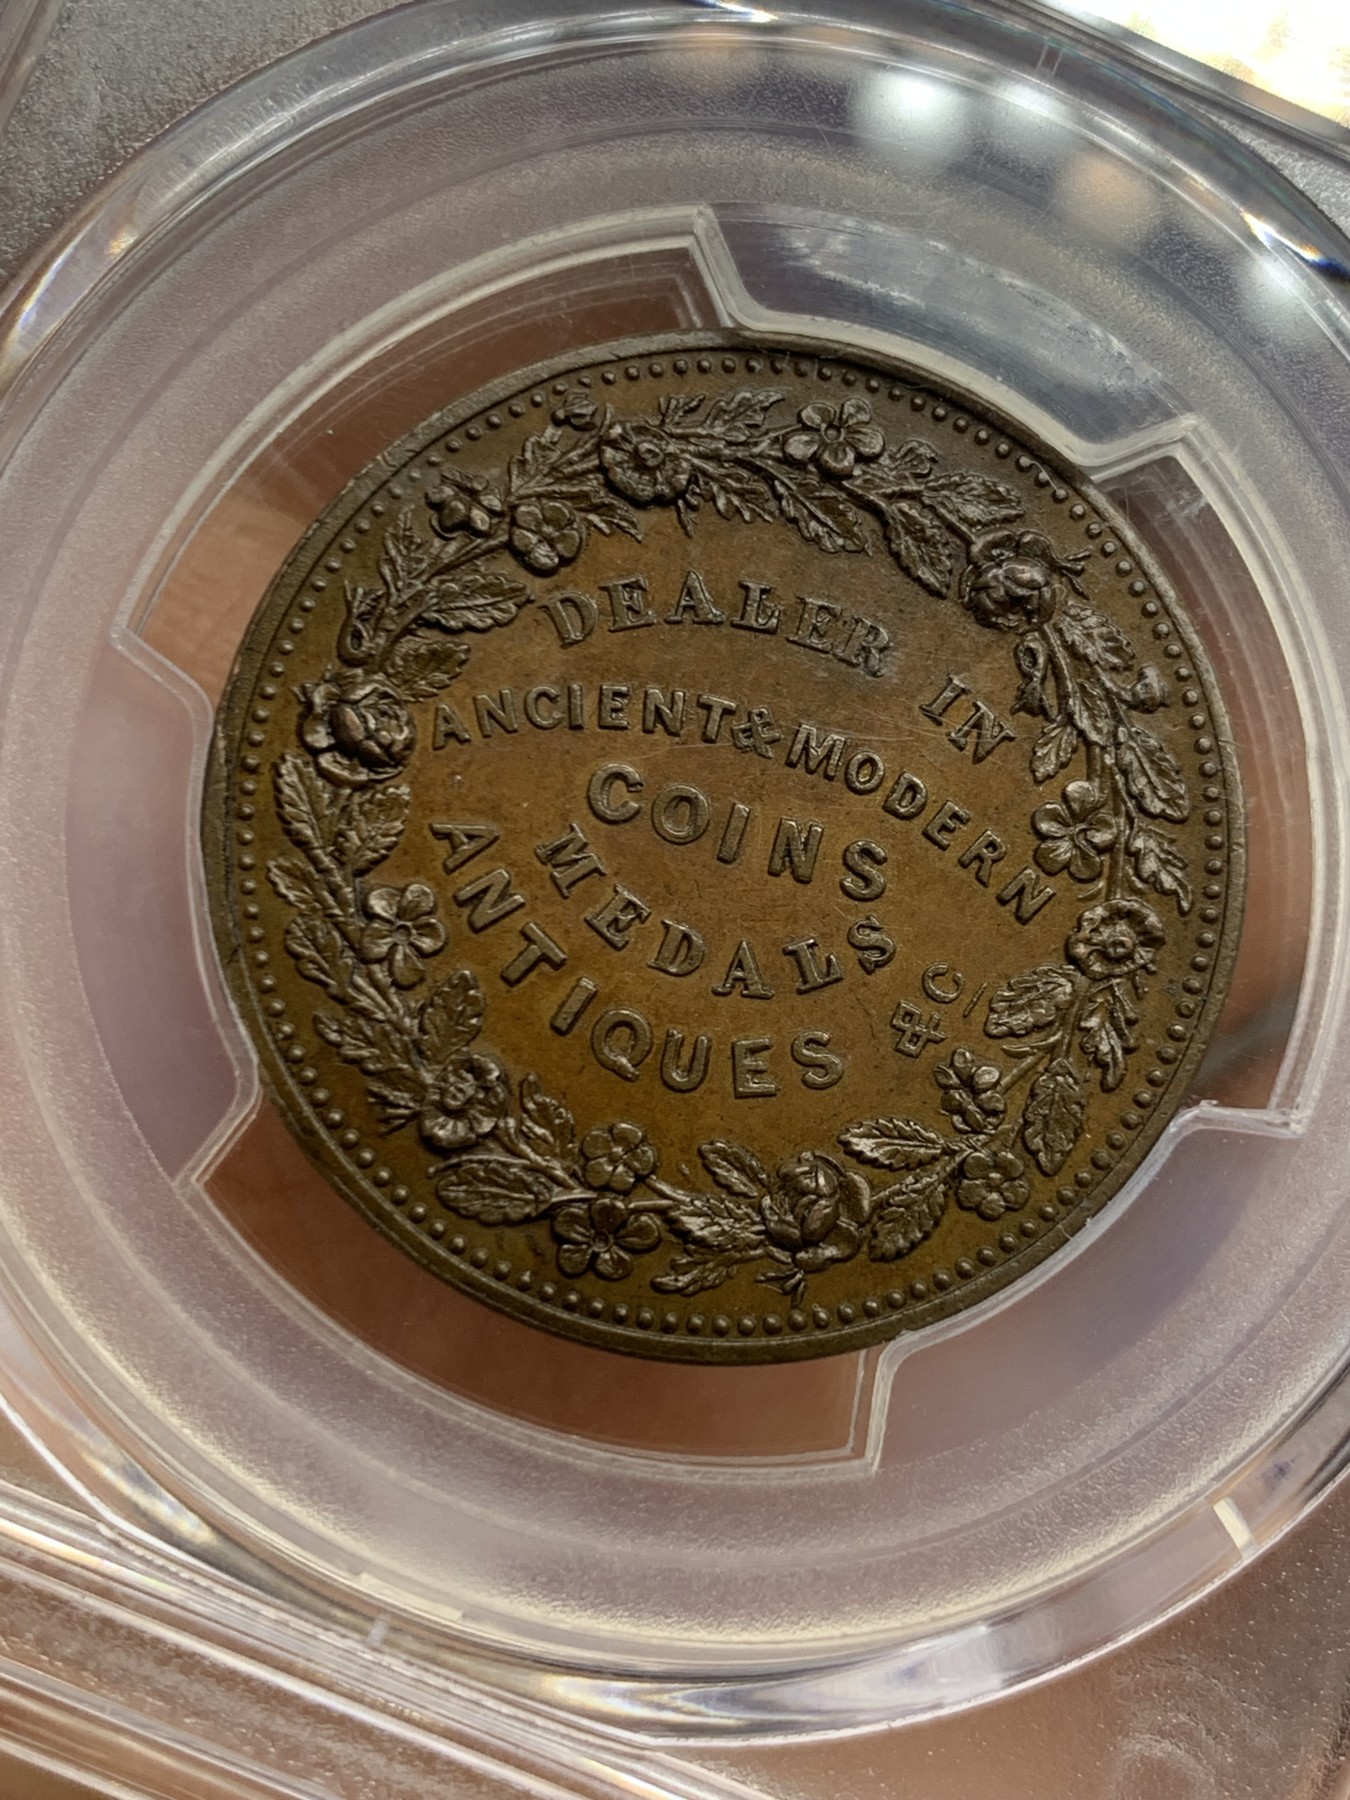 DEALER IN
ANCIENT & MODERN
COINS
MEDALS
ANTIQUES &C